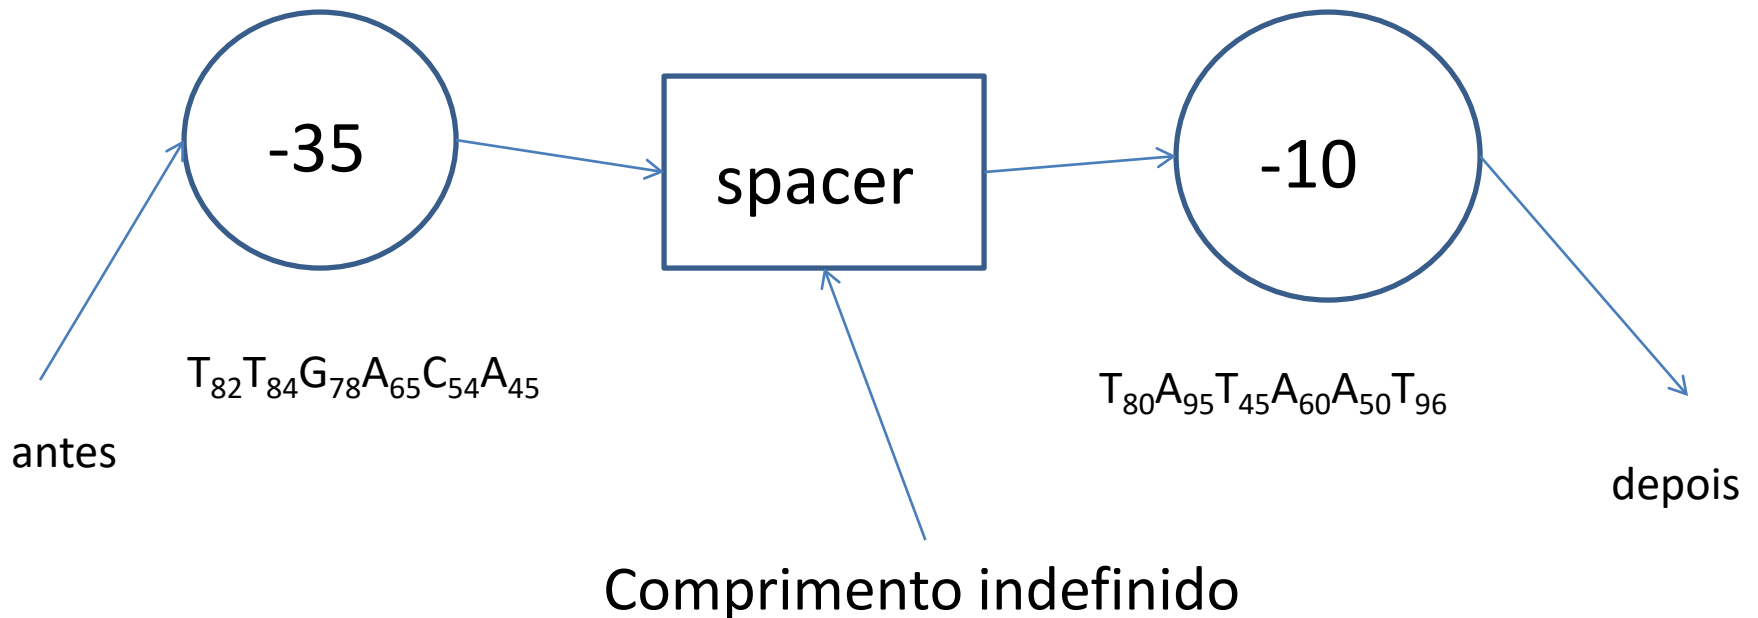 -35
spacer
-10
T₈₂T₈₄G₇₈A₆₅C₅₄A₄₅
T₈₀A₉₅T₄₅A₆₀A₅₀T₉₆
antes
depois
Comprimento indefinido